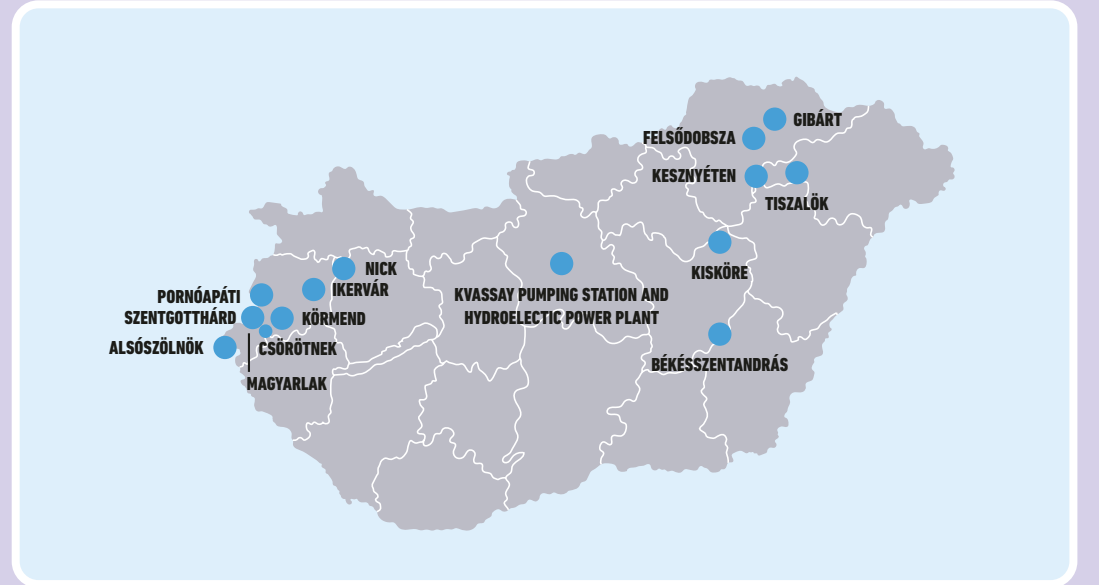 GIBÁRT
FELSŐDOBSZA
KESZNYÉTEN
TISZALÖK
KISKÖRE
NICK
IKERVÁR
PORNÓAPÁTI
KVASSAY PUMPING STATION AND
HYDROELECTIC POWER PLANT
SZENTGOTTHÁRD
KÖRMEND
ALSÓSZÖLNÖK
CSÖRÖTNEK
BÉKÉSSZENTANDRÁS
MAGYARLAK